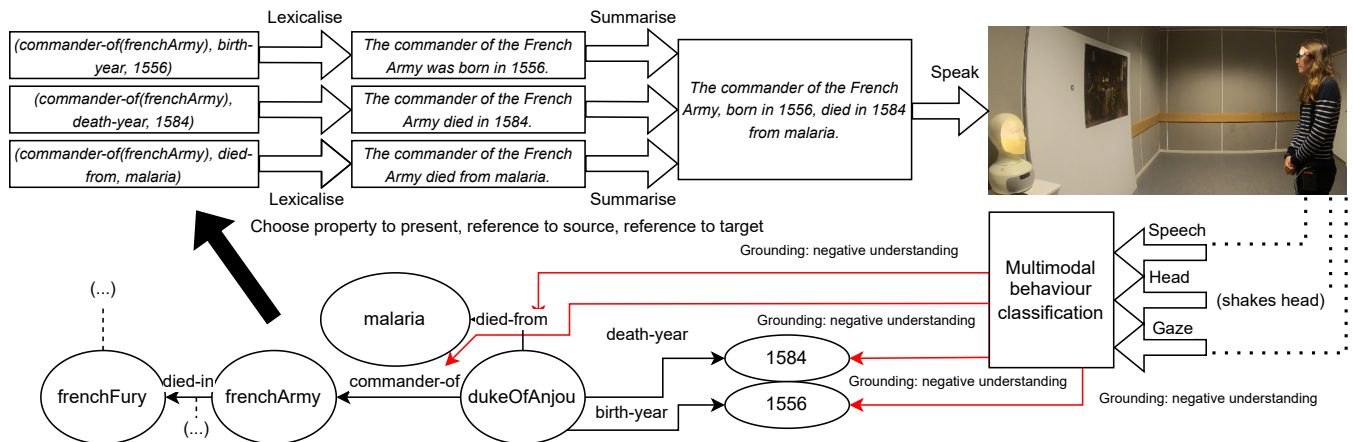 Lexicalise
Summarise
(commander-of(frenchArmy), birth-
year, 1556)
The commander of the French
Army was born in 1556.
(commander-of(frenchArmy),
death-year, 1584)
The commander of the French
Army died in 1584.
(commander-of(frenchArmy), died-
from, malaria)
The commander of the French
Army died from malaria.
The commander of the French
Army, born in 1556, died in 1584
from malaria.
Speak
Lexicalise
Summarise
Choose property to present, reference to source, reference to target
Speech
Head
(shakes head)
Gaze
Multimodal
behaviour
classification
Grounding: negative understanding
Grounding: negative understanding
Grounding: negative understanding
Grounding: negative understanding
(...)
malaria
died-from
death-year
1584
frenchFury
died-in
(...)
frenchArmy
commander-of
dukeOfAnjou
birth-year
1556